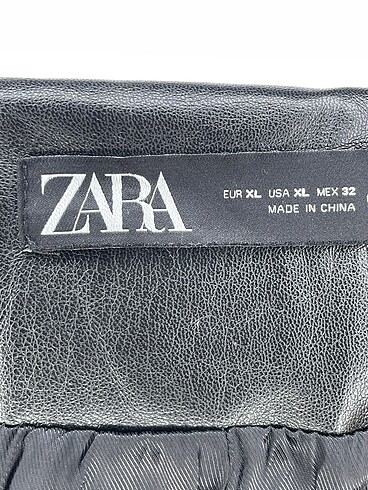 ZARA
EUR XL USA XL MEX 32
MADE IN CHINA